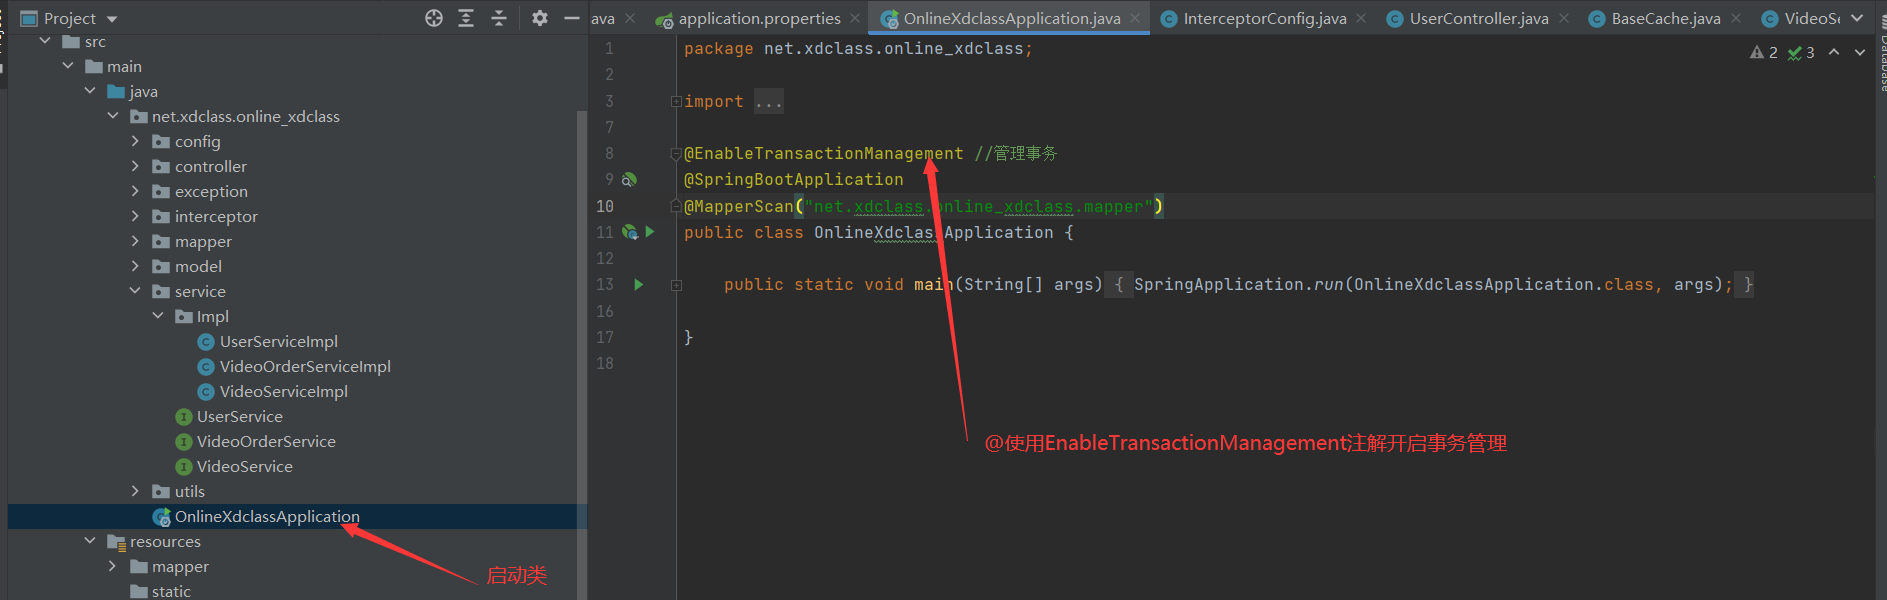 Project
ava
application.properties
OnlineXdclassApplication.java
InterceptorConfig.java
UserController.java
BaseCache.java
VideoSe
src
main
java
net.xdclass.online_xdclass
config
controller
exception
interceptor
mapper
model
service
Impl
UserServiceImpl
VideoOrderServiceImpl
VideoServiceImpl
UserService
VideoOrderService
VideoService
utils
OnlineXdclassApplication
resources
mapper
static
启动类
2 3
1 package net.xdclass.online_xdclass;
2
3 import ...
7
8 @EnableTransactionManagement //管理事务
9 @SpringBootApplication
10 @MapperScan("net.xdclass.online_xdclass.mapper")
11 public class OnlineXdclassApplication {
12
13 public static void main(String[] args) { SpringApplication.run(OnlineXdclassApplication.class, args); }
16
17 }
18
@使用EnableTransactionManagement注解开启事务管理
Database